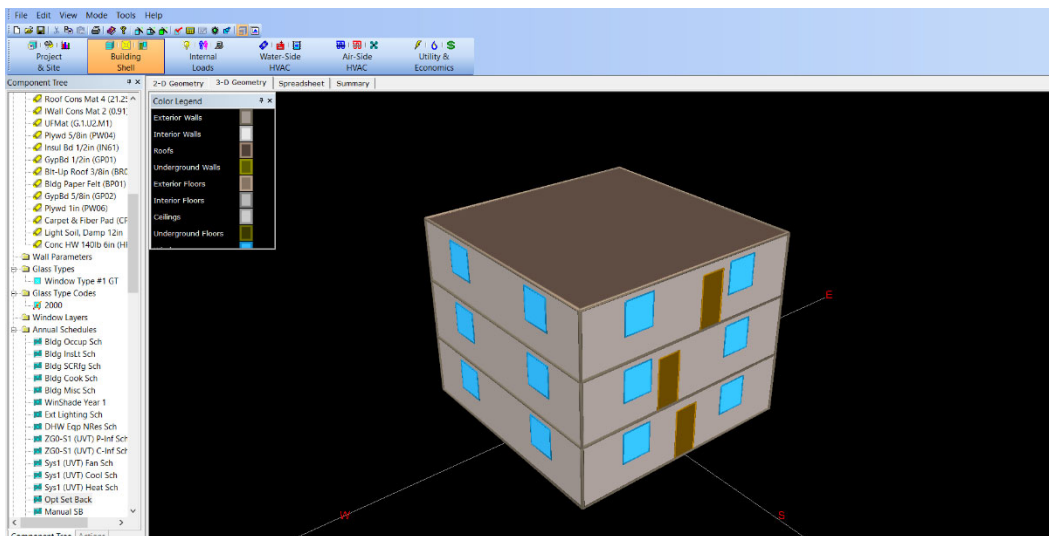 File Edit View Mode Tools Help
Project & Site
Building Shell
Internal Loads
Water-Side HVAC
Air-Side HVAC
Utility & Economics
Component Tree
2-D Geometry 3-D Geometry Spreadsheet Summary
Roof Cons Mat 4 (21.25
IWall Cons Mat 2 (0.91)
UFMat (G.1.U2.M1)
Plywd 5/8in (PW04)
Insul Bd 1/2in (IN61)
GypBd 1/2in (GP01)
Blt-Up Roof 3/8in (BR0
Bldg Paper Felt (BP01)
GypBd 5/8in (GP02)
Plywd 1in (PW06)
Carpet & Fiber Pad (CP
Light Soil, Damp 12in
Conc HW 140lb 6in (HF
Wall Parameters
Glass Types
Window Type #1 GT
Glass Type Codes
2000
Window Layers
Annual Schedules
Bldg Occup Sch
Bldg InsLt Sch
Bldg SCRfg Sch
Bldg Cook Sch
Bldg Misc Sch
WinShade Year 1
Ext Lighting Sch
DHW Eqp NRes Sch
ZG0-S1 (UVT) P-Inf Sch
ZG0-S1 (UVT) C-Inf Sch
Sys1 (UVT) Fan Sch
Sys1 (UVT) Cool Sch
Sys1 (UVT) Heat Sch
Opt Set Back
Manual SB
Component Tree Actions
Color Legend
Exterior Walls
Interior Walls
Roofs
Underground Walls
Exterior Floors
Interior Floors
Ceilings
Underground Floors
E
W
S